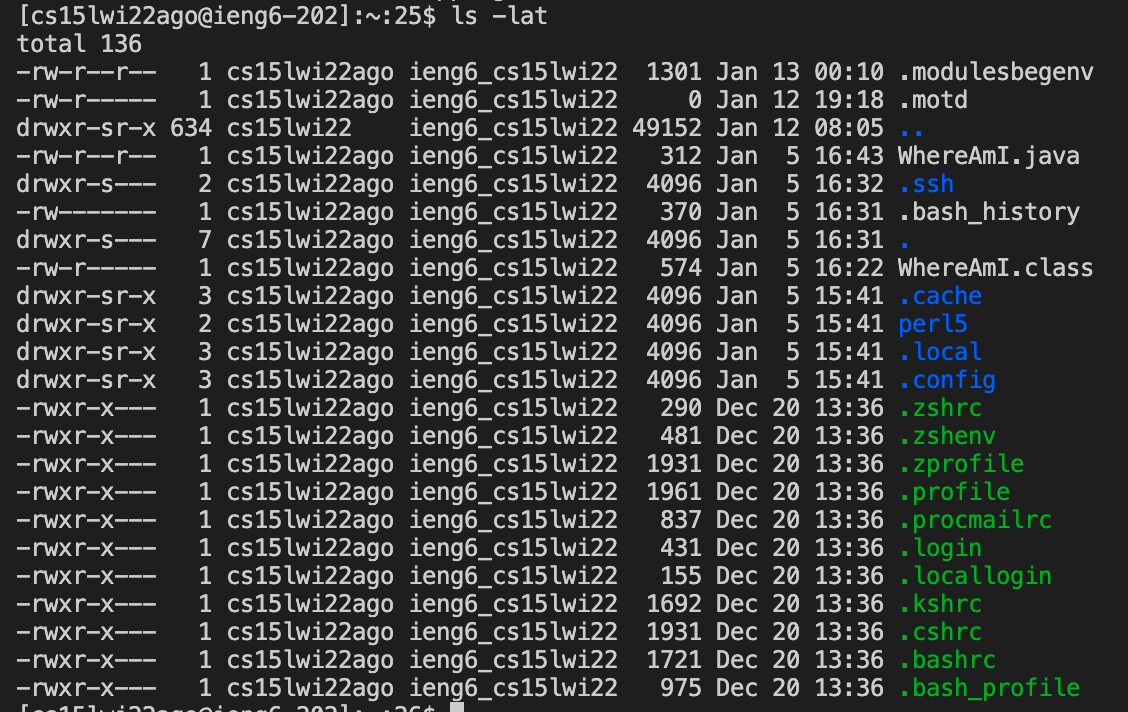 [cs15lwi22ago@ieng6-202]:~:25$ ls -lat
total 136
-rw-r--r--   1 cs15lwi22ago ieng6_cs15lwi22  1301 Jan 13 00:10 .modulesbegenv
-rw-r-----   1 cs15lwi22ago ieng6_cs15lwi22     0 Jan 12 19:18 .motd
drwxr-sr-x 634 cs15lwi22    ieng6_cs15lwi22 49152 Jan 12 08:05 ..
-rw-r--r--   1 cs15lwi22ago ieng6_cs15lwi22   312 Jan  5 16:43 WhereAmI.java
drwxr-s---   2 cs15lwi22ago ieng6_cs15lwi22  4096 Jan  5 16:32 .ssh
-rw-------   1 cs15lwi22ago ieng6_cs15lwi22   370 Jan  5 16:31 .bash_history
drwxr-s---   7 cs15lwi22ago ieng6_cs15lwi22  4096 Jan  5 16:31 .
-rw-r-----   1 cs15lwi22ago ieng6_cs15lwi22   574 Jan  5 16:22 WhereAmI.class
drwxr-sr-x   3 cs15lwi22ago ieng6_cs15lwi22  4096 Jan  5 15:41 .cache
drwxr-sr-x   2 cs15lwi22ago ieng6_cs15lwi22  4096 Jan  5 15:41 perl5
drwxr-sr-x   3 cs15lwi22ago ieng6_cs15lwi22  4096 Jan  5 15:41 .local
drwxr-sr-x   3 cs15lwi22ago ieng6_cs15lwi22  4096 Jan  5 15:41 .config
-rwxr-x---   1 cs15lwi22ago ieng6_cs15lwi22   290 Dec 20 13:36 .zshrc
-rwxr-x---   1 cs15lwi22ago ieng6_cs15lwi22   481 Dec 20 13:36 .zshenv
-rwxr-x---   1 cs15lwi22ago ieng6_cs15lwi22  1931 Dec 20 13:36 .zprofile
-rwxr-x---   1 cs15lwi22ago ieng6_cs15lwi22  1961 Dec 20 13:36 .profile
-rwxr-x---   1 cs15lwi22ago ieng6_cs15lwi22   837 Dec 20 13:36 .procmailrc
-rwxr-x---   1 cs15lwi22ago ieng6_cs15lwi22   431 Dec 20 13:36 .login
-rwxr-x---   1 cs15lwi22ago ieng6_cs15lwi22   155 Dec 20 13:36 .locallogin
-rwxr-x---   1 cs15lwi22ago ieng6_cs15lwi22  1692 Dec 20 13:36 .kshrc
-rwxr-x---   1 cs15lwi22ago ieng6_cs15lwi22  1931 Dec 20 13:36 .cshrc
-rwxr-x---   1 cs15lwi22ago ieng6_cs15lwi22  1721 Dec 20 13:36 .bashrc
-rwxr-x---   1 cs15lwi22ago ieng6_cs15lwi22   975 Dec 20 13:36 .bash_profile
[cs15lwi22ago@ieng6-202]:~:26$